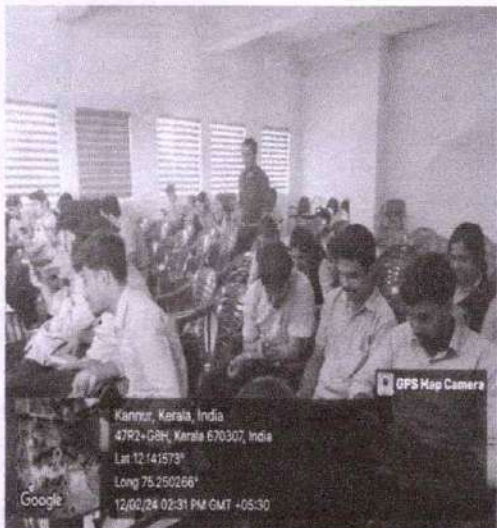 GPS Map Camera
Kannur, Kerala, India
47R2+G8H, Kerala 670307, India
Lat 12.141573°
Long 75.250266°
12/02/24 02:31 PM GMT +05:30
Google